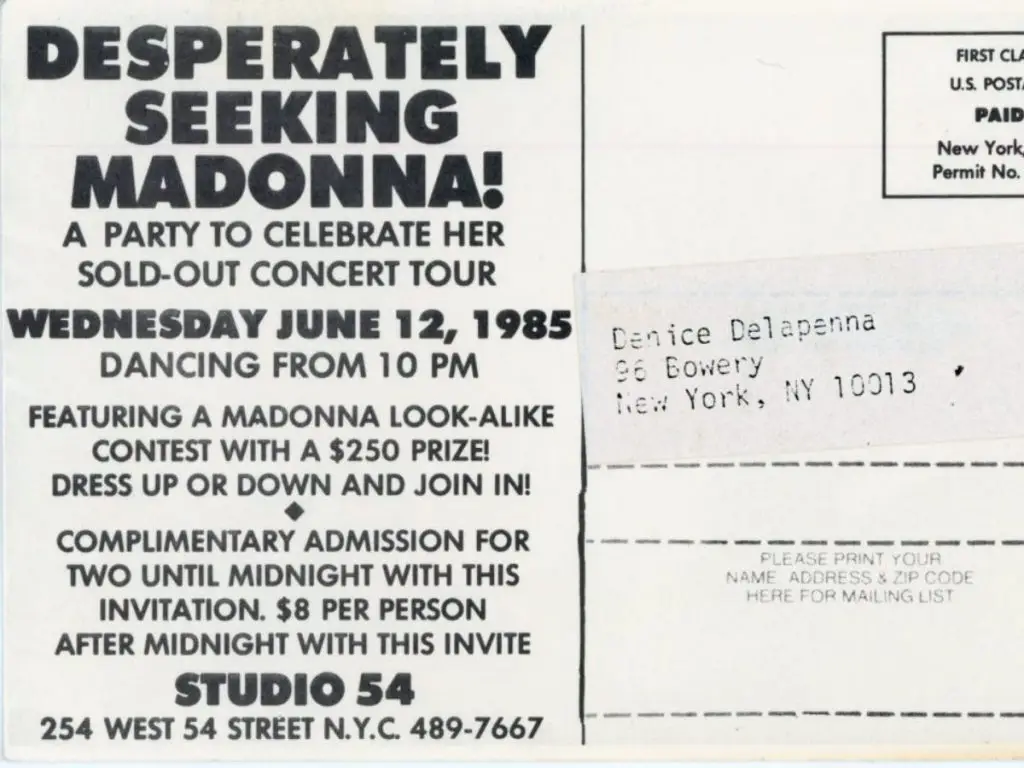 DESPERATELY
SEEKING
MADONNA!
A PARTY TO CELEBRATE HER
SOLD-OUT CONCERT TOUR
WEDNESDAY JUNE 12, 1985
DANCING FROM 10 PM
FEATURING A MADONNA LOOK-ALIKE
CONTEST WITH A $250 PRIZE!
DRESS UP OR DOWN AND JOIN IN!
COMPLIMENTARY ADMISSION FOR
TWO UNTIL MIDNIGHT WITH THIS
INVITATION. $8 PER PERSON
AFTER MIDNIGHT WITH THIS INVITE
STUDIO 54
254 WEST 54 STREET N.Y.C. 489-7667
FIRST CLA
U.S. POSTA
PAID
New York,
Permit No.
Denice Delapenna
96 Bowery
New York, NY 10013
PLEASE PRINT YOUR
NAME ADDRESS & ZIP CODE
HERE FOR MAILING LIST